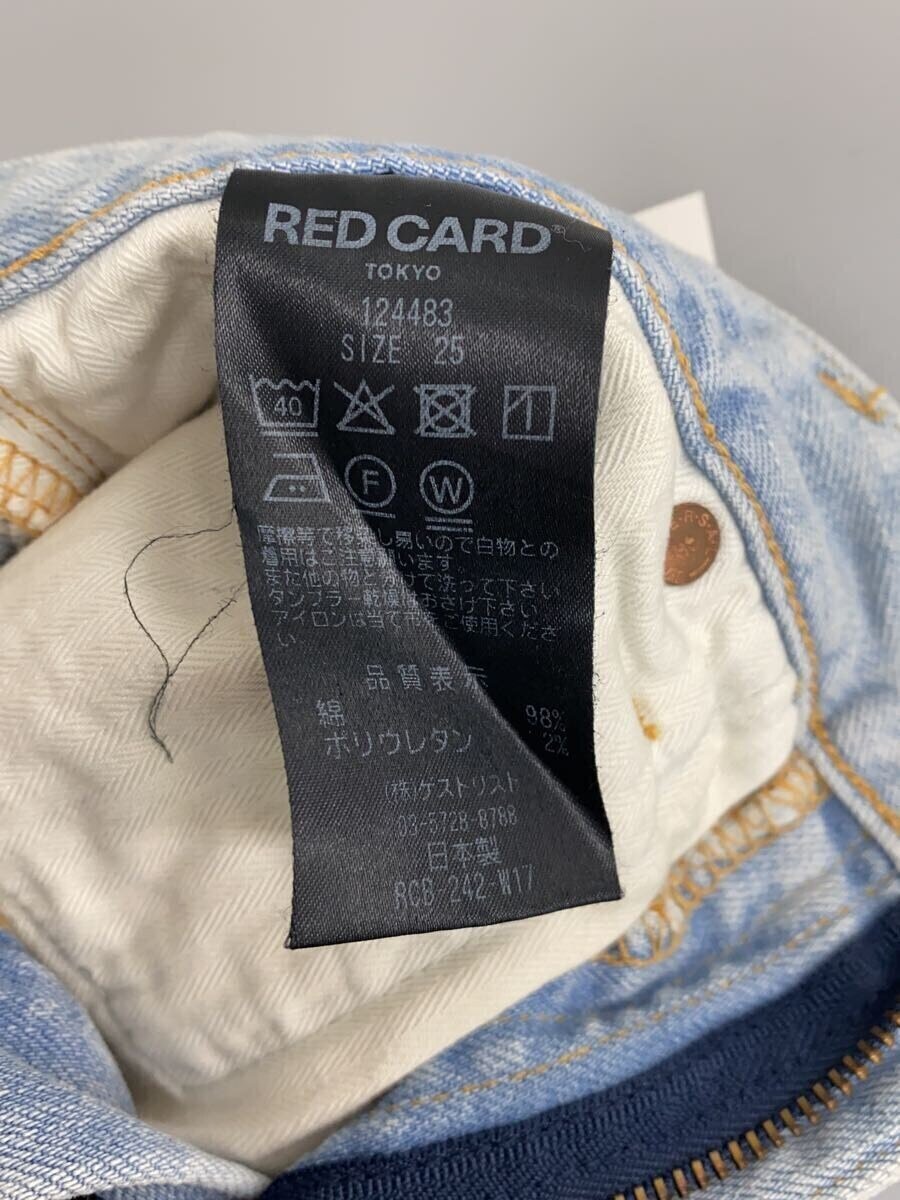 RED CARD®
TOKYO
124483
SIZE 25
40
F W
摩擦等で移染し易いので白物との
着用はご注意願います。
また他の物と分けて洗って下さい
タンブラー乾燥はおさけ下さい
アイロンは当て布をご使用くださ
い
品質表示
綿 98%
ポリウレタン 2%
(株)ゲストリスト
03-5728-8788
日本製
RCB-242-W17